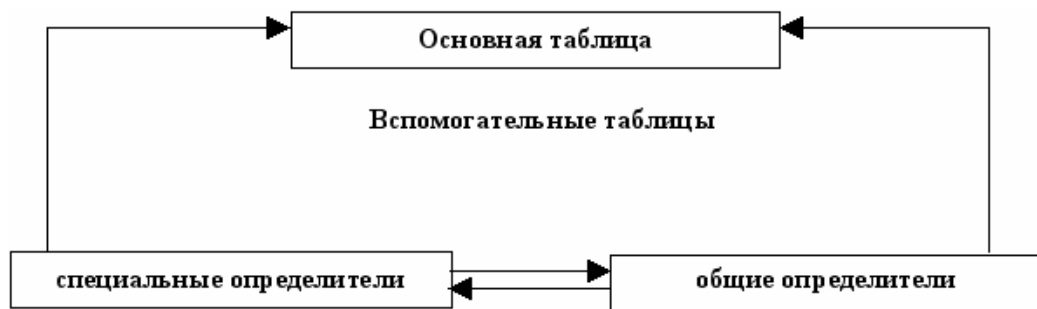 Основная таблица
Вспомогательные таблицы
специальные определители
общие определители